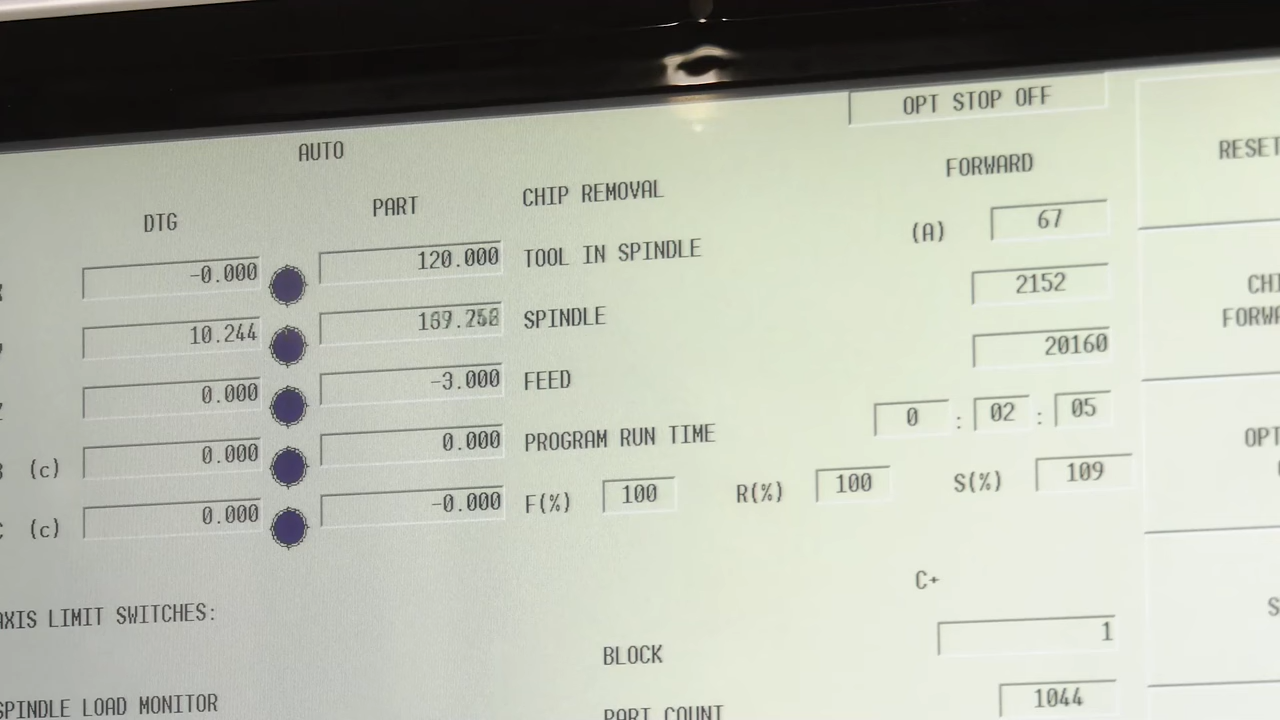 OPT STOP OFF
AUTO
RESET
FORWARD
DTG
PART
CHIP REMOVAL
-0.000
120.000
TOOL IN SPINDLE
(A)
67
10.244
SPINDLE
2152
0.000
-3.000
FEED
20160
(c)
0.000
0.000
PROGRAM RUN TIME
0 : 02 : 05
(c)
0.000
-0.000
F(%)
100
R(%)
100
S(%)
109
C+
AXIS LIMIT SWITCHES:
BLOCK
1
SPINDLE LOAD MONITOR
PART COUNT
1044